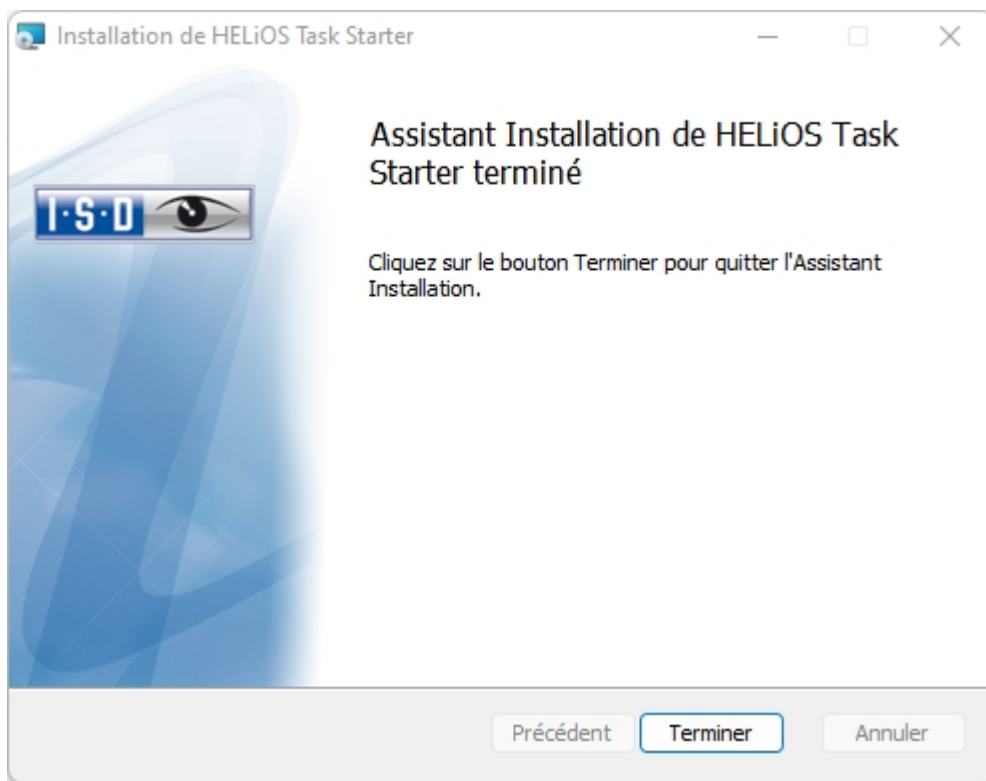 Installation de HELiOS Task Starter
Assistant Installation de HELiOS Task
Starter terminé
I·S·D
Cliquez sur le bouton Terminer pour quitter l'Assistant
Installation.
Précédent
Terminer
Annuler